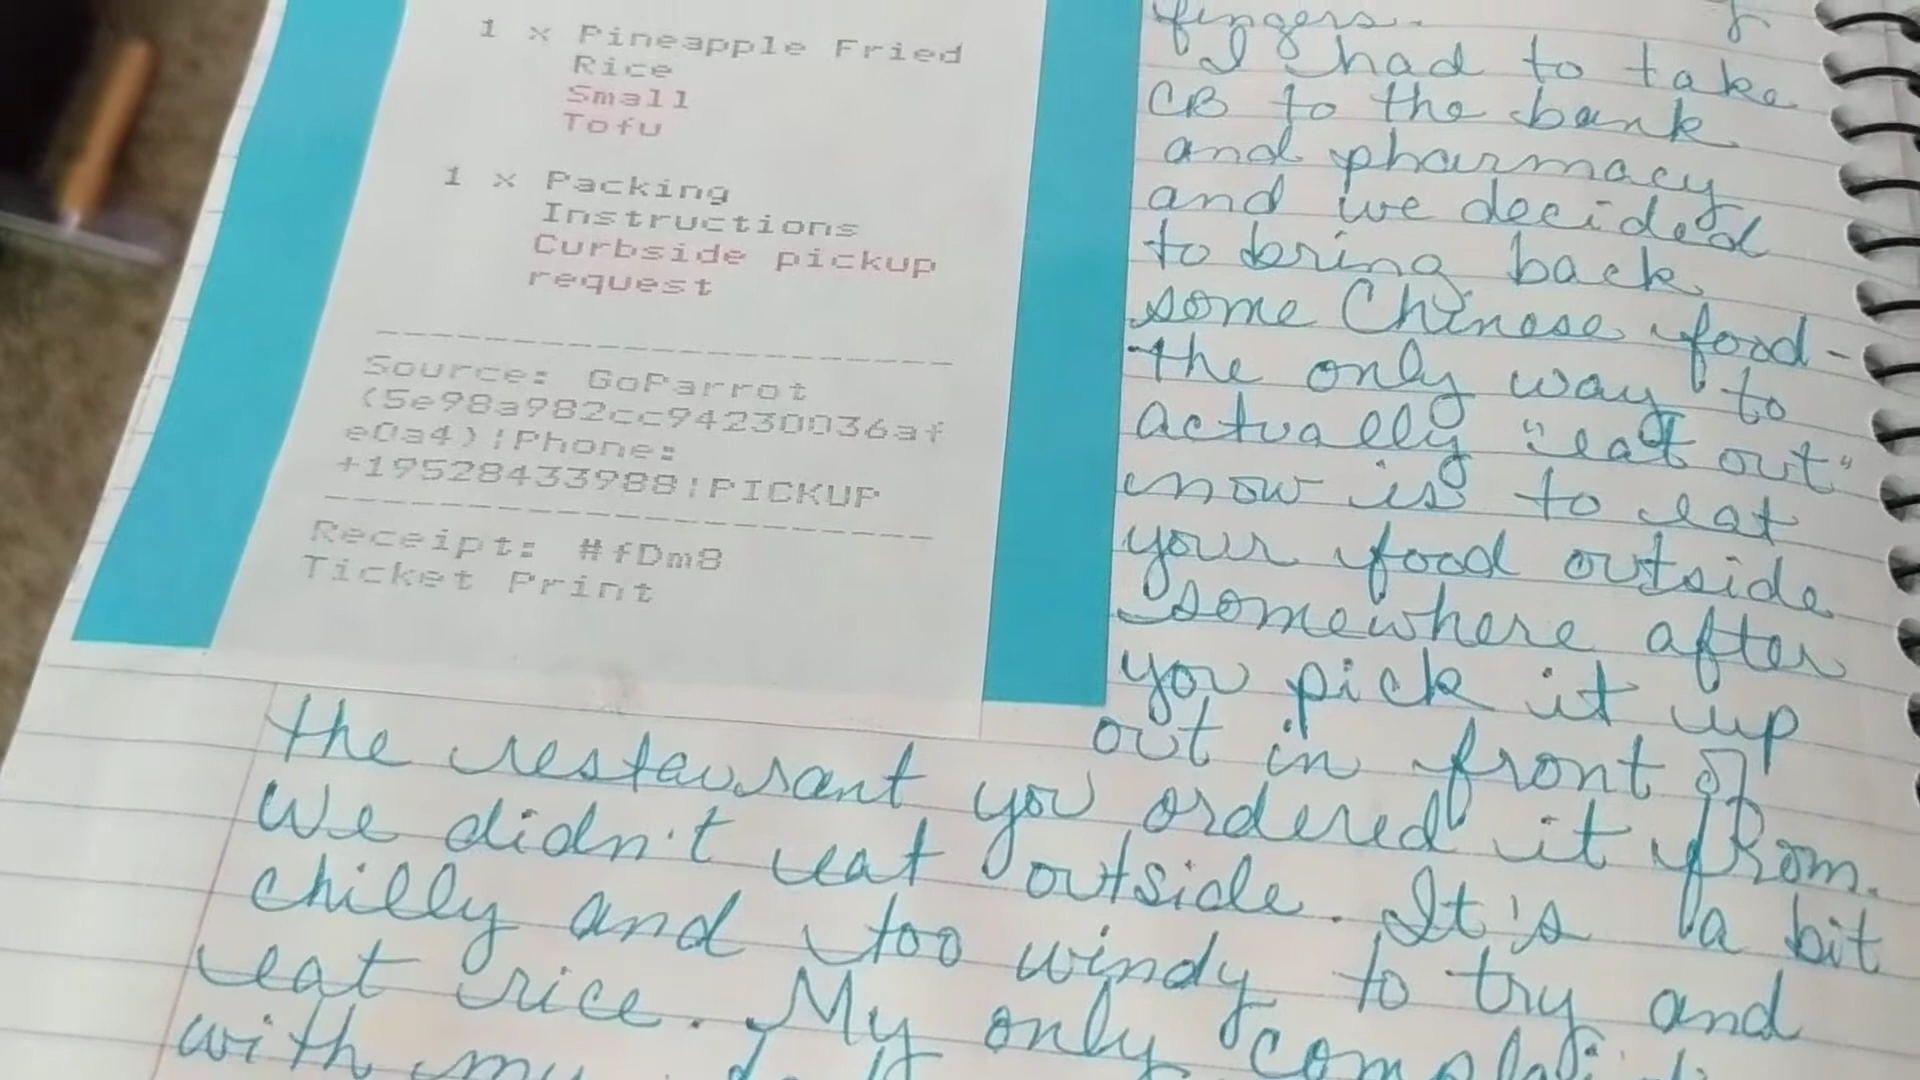 1 x Pineapple Fried
Rice
Small
Tofu
1 x Packing
Instructions
Curbside pickup
request
Source: GoParrot
(5e98a982cc94230036af
e0a4)|Phone:
+19528433988|PICKUP
Receipt: #fDm8
Ticket Print
fingers.
I had to take
CB to the bank
and pharmacy
and we decided
to bring back
some Chinese food-
the only way to
actually "eat out"
now is to eat
your food outside
somewhere after
you pick it up
out in front of
the restaurant you ordered it from.
We didn't eat outside. It's a bit
chilly and too windy to try and
eat rice. My only
with my